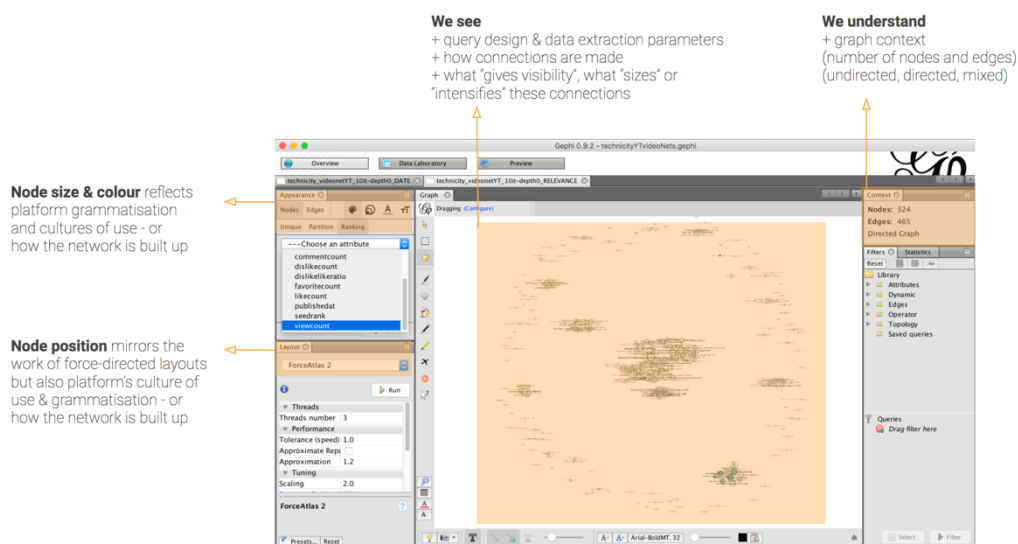 We see
+ query design & data extraction parameters
+ how connections are made
+ what “gives visibility”, what “sizes” or
“intensifies” these connections
We understand
+ graph context
(number of nodes and edges)
(undirected, directed, mixed)
Node size & colour reflects
platform grammatisation
and cultures of use - or
how the network is built up
Node position mirrors the
work of force-directed layouts
but also platform’s culture of
use & grammatisation - or
how the network is built up
Gephi 0.9.2 - technicityYTvideoNets.gephi
Overview
Data Laboratory
Preview
technicity_videonetYT_10it-depth0_DATE
technicity_videonetYT_10it-depth0_RELEVANCE
Appearance
Nodes Edges
Unique Partition Ranking
---Choose an attribute
commentcount
dislikecount
dislikelikeratio
favoritecount
likecount
publishedat
seedrank
viewcount
Layout
ForceAtlas 2
Run
Threads
Threads number 3
Performance
Tolerance (speed) 1.0
Approximate Repu
Approximation 1.2
Tuning
Scaling 2.0
ForceAtlas 2
Presets... Reset
Graph
Dragging (Configure)
A- A- Arial-BoldMT, 32
Context
Nodes: 324
Edges: 465
Directed Graph
Filters Statistics
Reset
Library
Attributes
Dynamic
Edges
Operator
Topology
Saved queries
Queries
Drag filter here
Select Filter